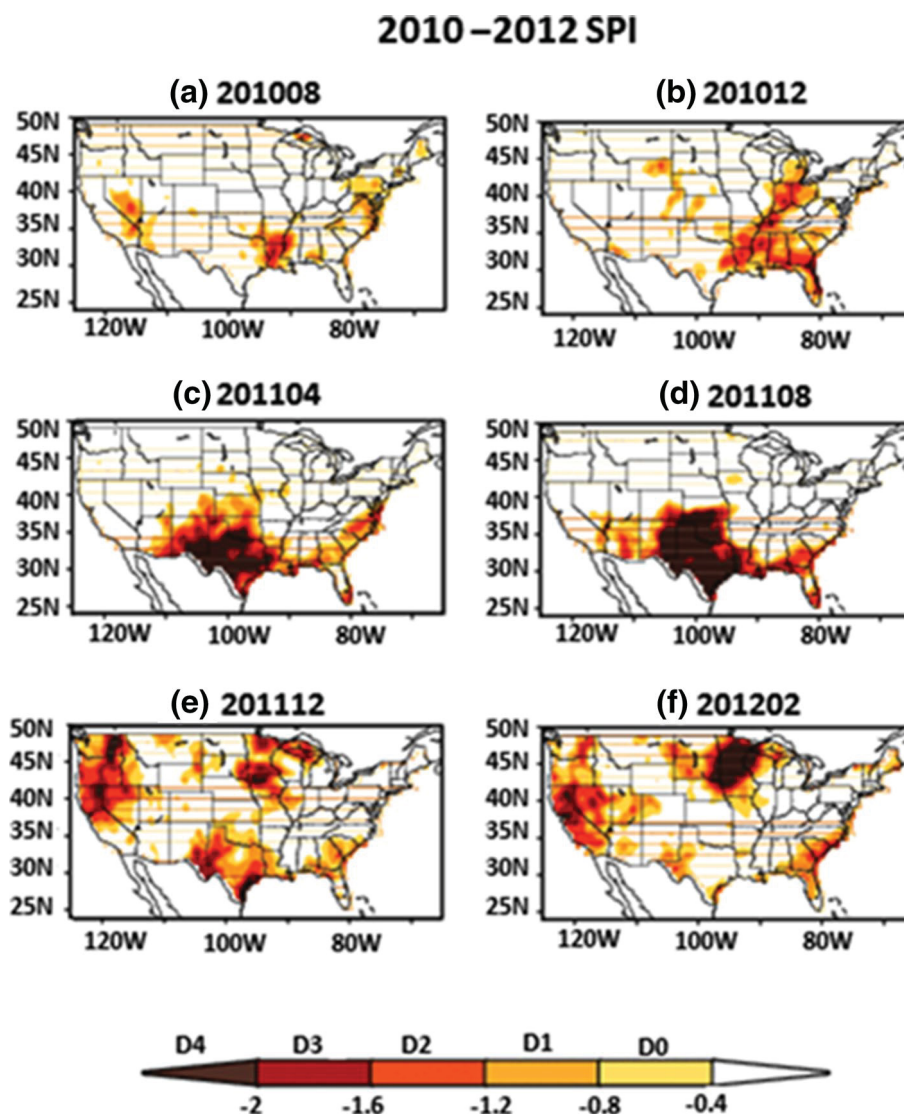 2010 –2012 SPI
(a) 201008
(b) 201012
50N
45N
40N
35N
30N
25N
120W 100W 80W
50N
45N
40N
35N
30N
25N
120W 100W 80W
(c) 201104
(d) 201108
50N
45N
40N
35N
30N
25N
120W 100W 80W
50N
45N
40N
35N
30N
25N
120W 100W 80W
(e) 201112
(f) 201202
50N
45N
40N
35N
30N
25N
120W 100W 80W
50N
45N
40N
35N
30N
25N
120W 100W 80W
D4 D3 D2 D1 D0
-2 -1.6 -1.2 -0.8 -0.4